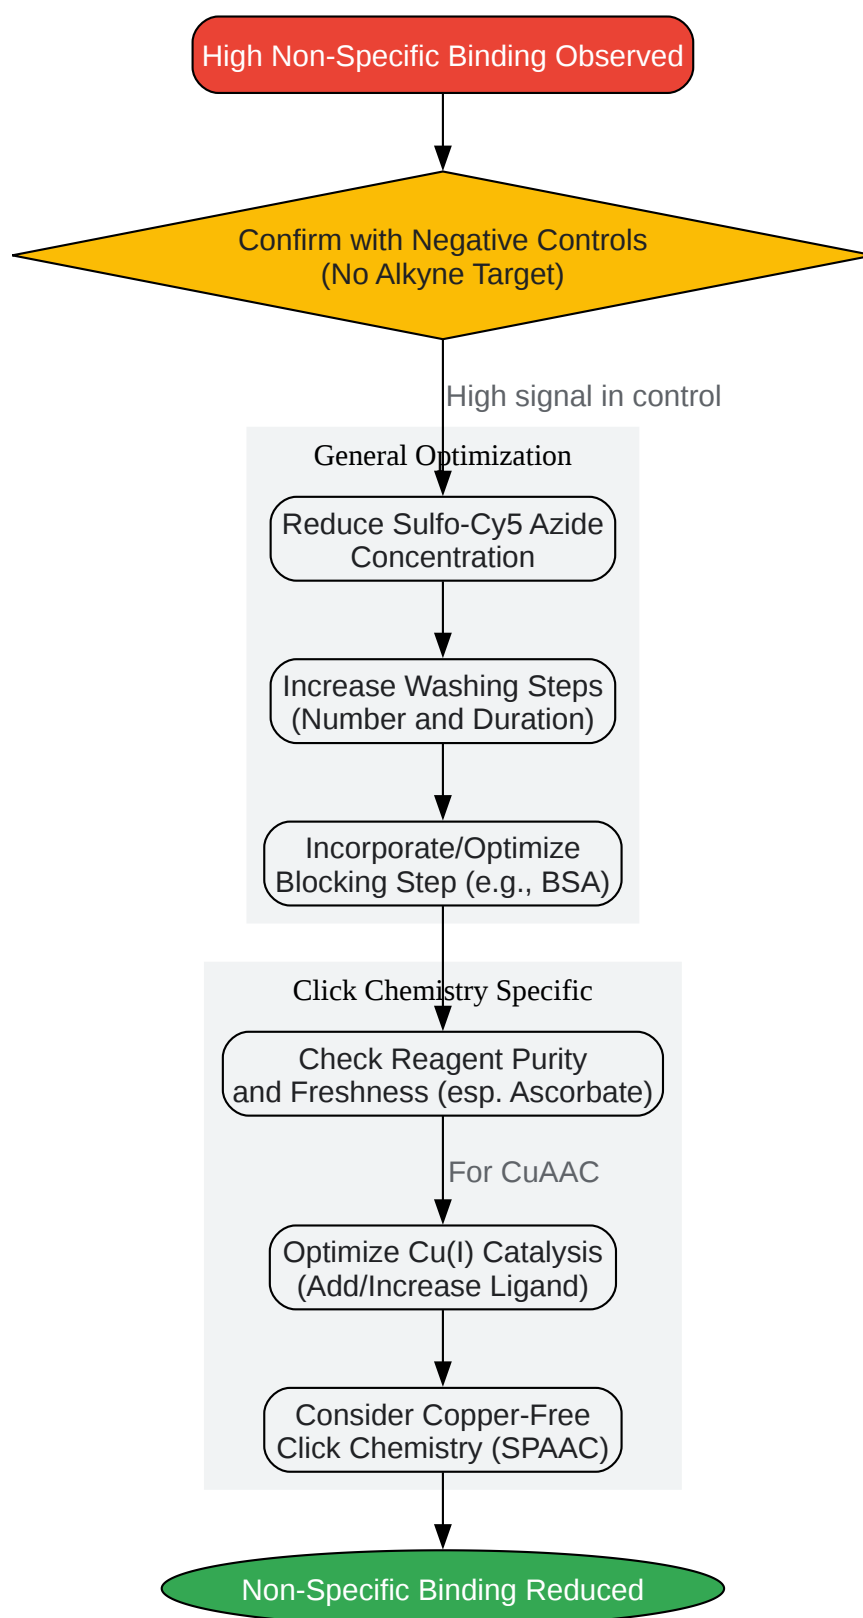 High Non-Specific Binding Observed
Confirm with Negative Controls
(No Alkyne Target)
High signal in control
General Optimization
Reduce Sulfo-Cy5 Azide
Concentration
Increase Washing Steps
(Number and Duration)
Incorporate/Optimize
Blocking Step (e.g., BSA)
Click Chemistry Specific
Check Reagent Purity
and Freshness (esp. Ascorbate)
For CuAAC
Optimize Cu(I) Catalysis
(Add/Increase Ligand)
Consider Copper-Free
Click Chemistry (SPAAC)
Non-Specific Binding Reduced